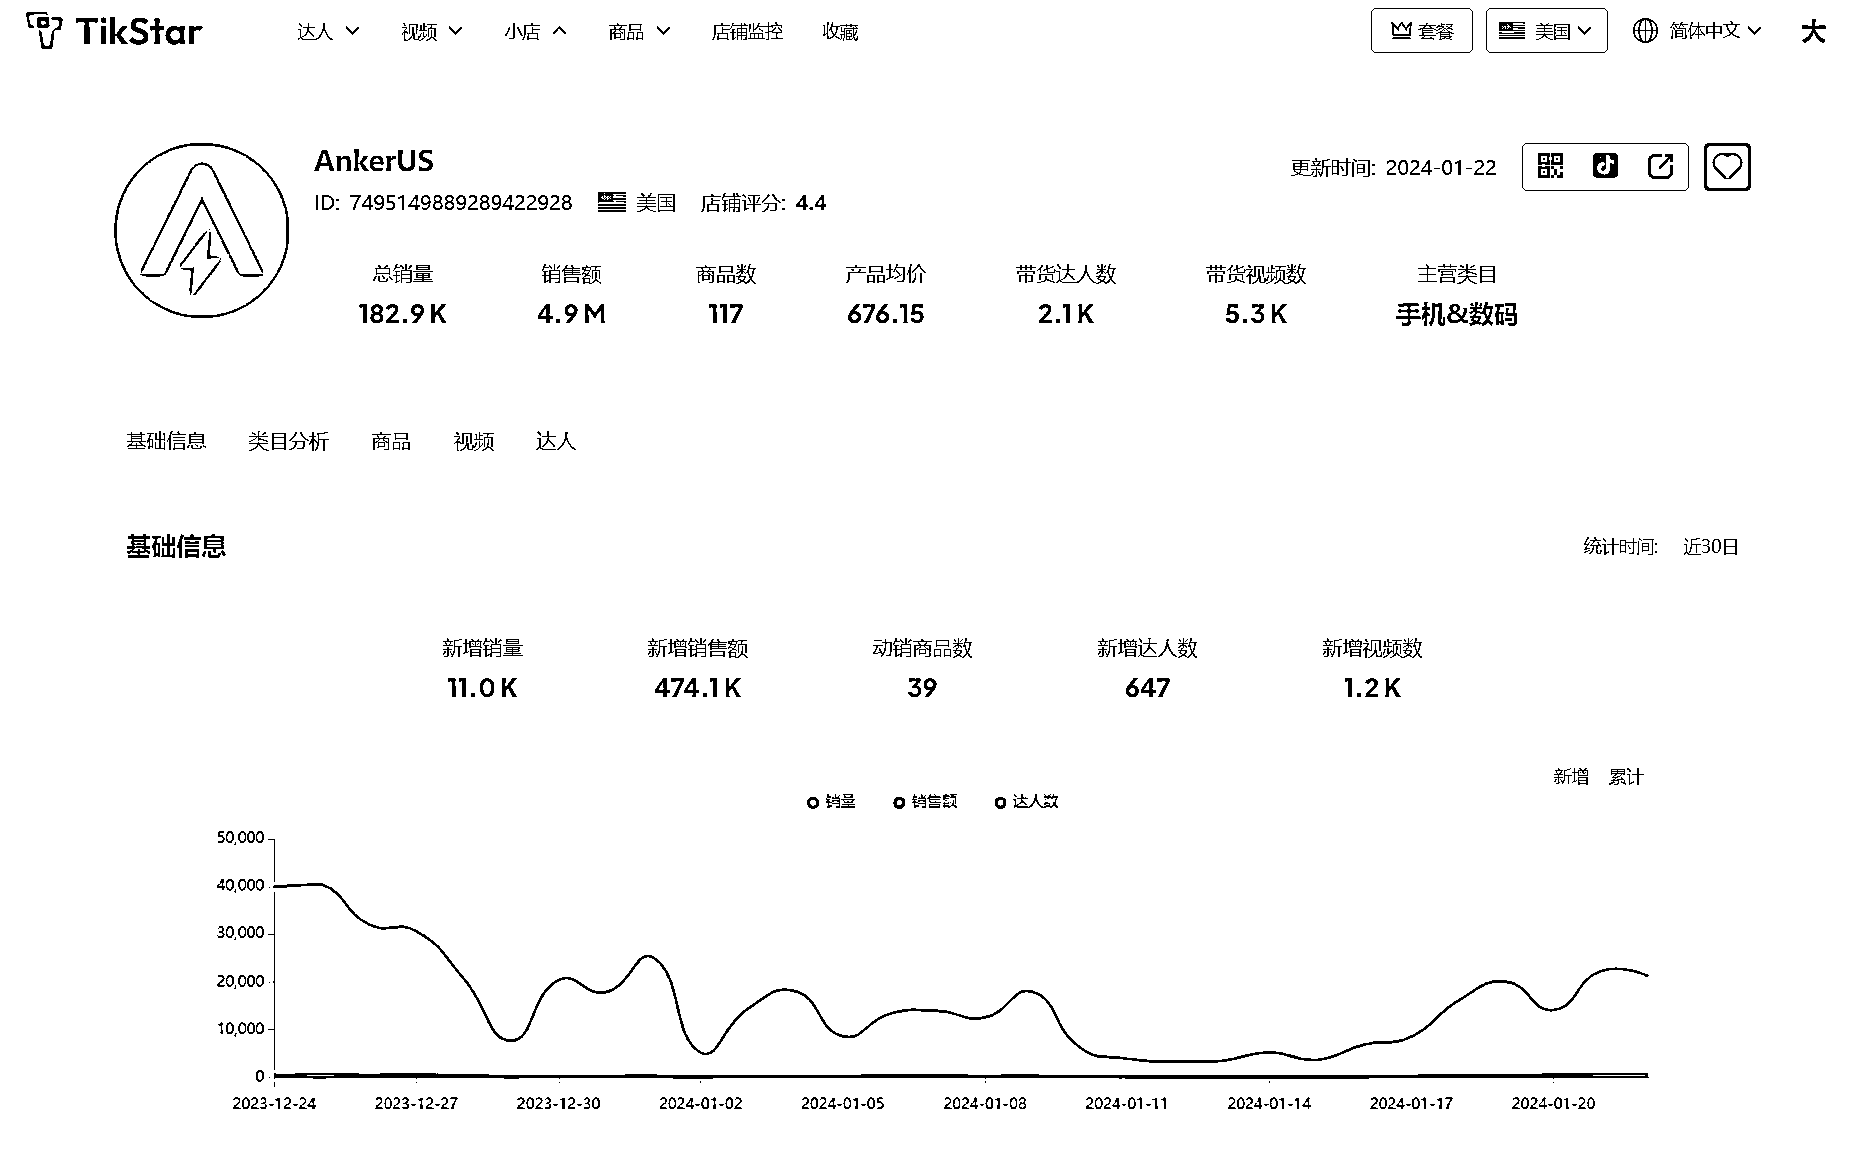 TikStar 达人 视频 小店 商品 店铺监控 收藏 套餐 美国 简体中文 大
AnkerUS
更新时间: 2024-01-22
ID: 7495149889289422928 美国 店铺评分: 4.4
总销量 销售额 商品数 产品均价 带货达人数 带货视频数 主营类目
182.9 K 4.9 M 117 676.15 2.1 K 5.3 K 手机&数码
基础信息 类目分析 商品 视频 达人
基础信息 统计时间: 近30日
新增销量 新增销售额 动销商品数 新增达人数 新增视频数
11.0 K 474.1 K 39 647 1.2 K
新增 累计
销量 销售额 达人数
50,000
40,000
30,000
20,000
10,000
0
2023-12-24 2023-12-27 2023-12-30 2024-01-02 2024-01-05 2024-01-08 2024-01-11 2024-01-14 2024-01-17 2024-01-20